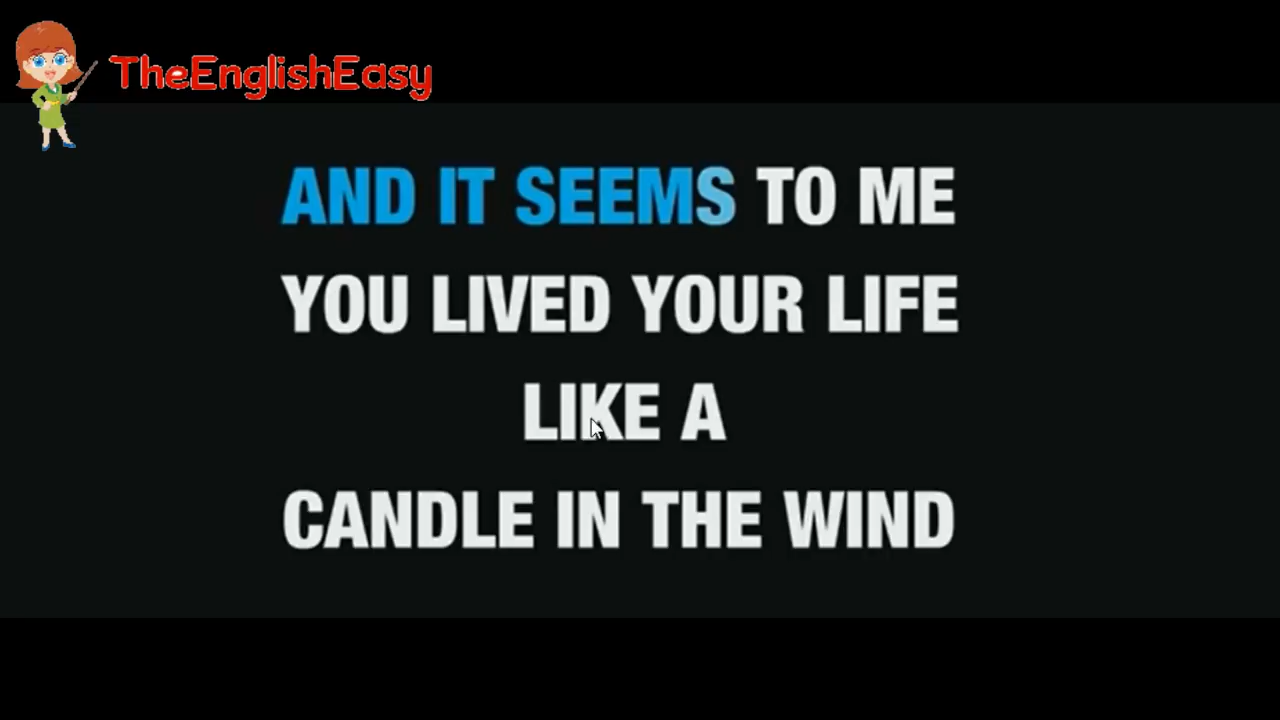 TheEnglishEasy
AND IT SEEMS TO ME
YOU LIVED YOUR LIFE
LIKE A
CANDLE IN THE WIND